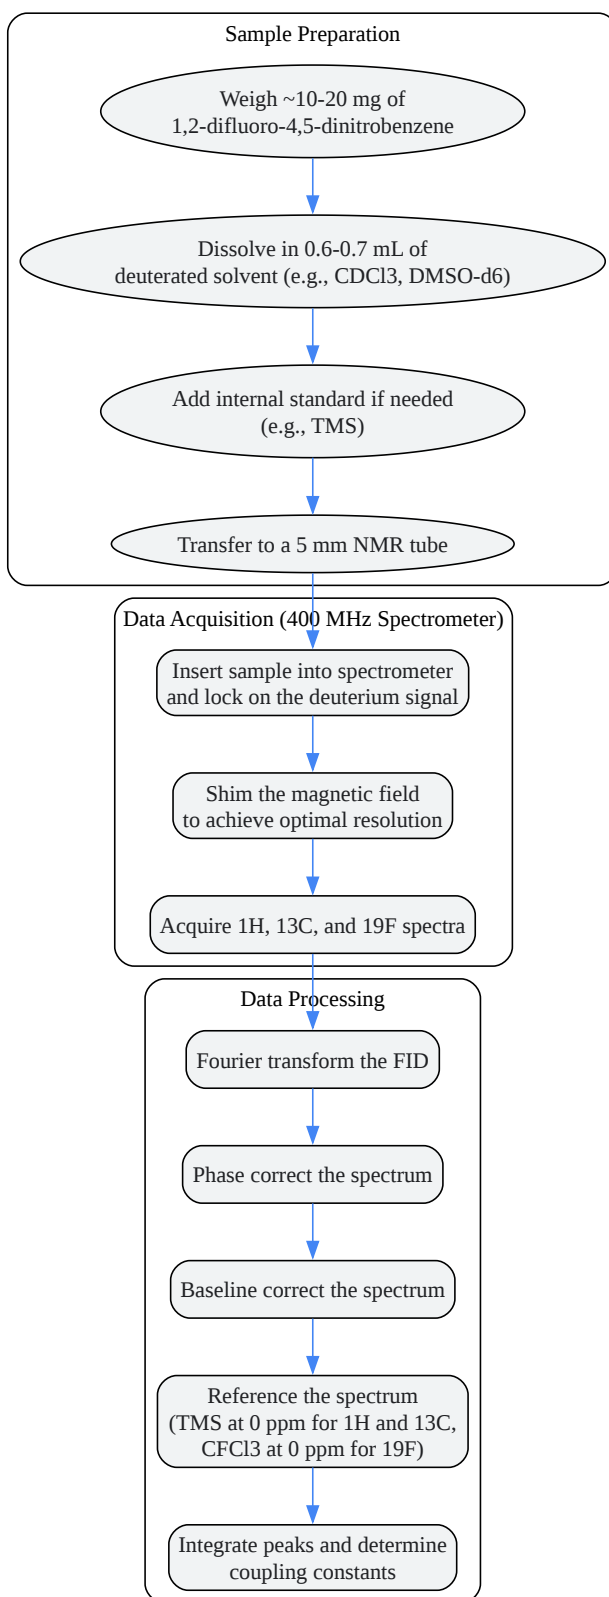 Sample Preparation
Weigh ~10-20 mg of
1,2-difluoro-4,5-dinitrobenzene
Dissolve in 0.6-0.7 mL of
deuterated solvent (e.g., CDCl3, DMSO-d6)
Add internal standard if needed
(e.g., TMS)
Transfer to a 5 mm NMR tube
Data Acquisition (400 MHz Spectrometer)
Insert sample into spectrometer
and lock on the deuterium signal
Shim the magnetic field
to achieve optimal resolution
Acquire 1H, 13C, and 19F spectra
Data Processing
Fourier transform the FID
Phase correct the spectrum
Baseline correct the spectrum
Reference the spectrum
(TMS at 0 ppm for 1H and 13C,
CFCl3 at 0 ppm for 19F)
Integrate peaks and determine
coupling constants